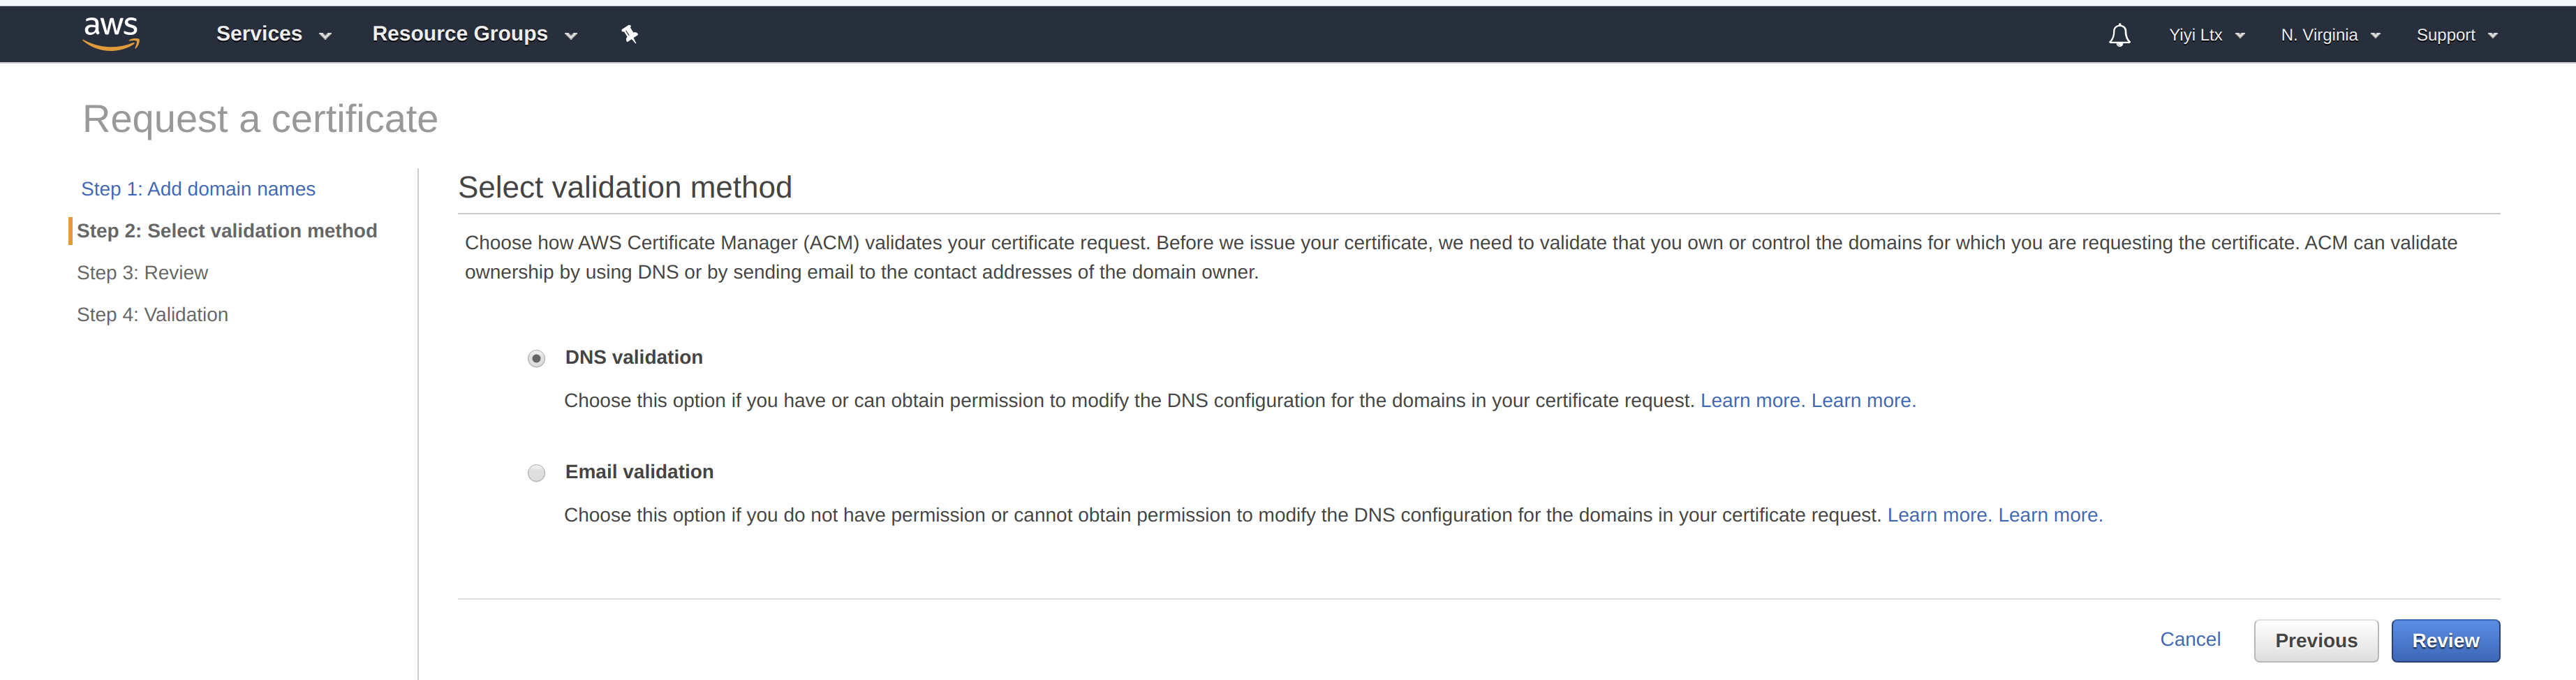 aws Services Resource Groups Yiyi Ltx N. Virginia Support
Request a certificate
Step 1: Add domain names
Step 2: Select validation method
Step 3: Review
Step 4: Validation
Select validation method
Choose how AWS Certificate Manager (ACM) validates your certificate request. Before we issue your certificate, we need to validate that you own or control the domains for which you are requesting the certificate. ACM can validate
ownership by using DNS or by sending email to the contact addresses of the domain owner.
DNS validation
Choose this option if you have or can obtain permission to modify the DNS configuration for the domains in your certificate request. Learn more. Learn more.
Email validation
Choose this option if you do not have permission or cannot obtain permission to modify the DNS configuration for the domains in your certificate request. Learn more. Learn more.
Cancel Previous Review